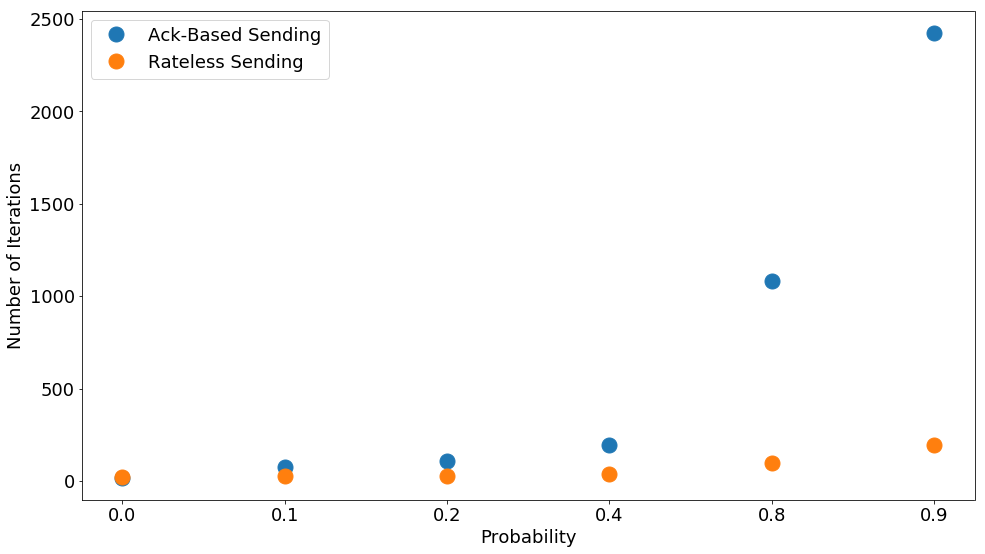 Ack-Based Sending
Rateless Sending
Number of Iterations
2500
2000
1500
1000
500
0
0.0 0.1 0.2 0.4 0.8 0.9
Probability